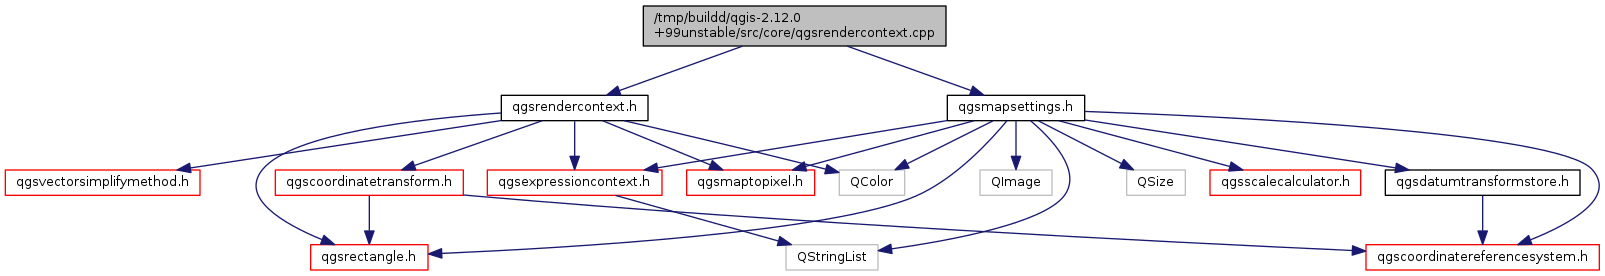 /tmp/buildd/qgis-2.12.0
+99unstable/src/core/qgsrendercontext.cpp
qgsrendercontext.h
qgsmapsettings.h
qgsvectorsimplifymethod.h
qgscoordinatetransform.h
qgsexpressioncontext.h
qgsmaptopixel.h
QColor
QImage
QSize
qgsscalecalculator.h
qgsdatumtransformstore.h
qgsrectangle.h
QStringList
qgscoordinatereferencesystem.h